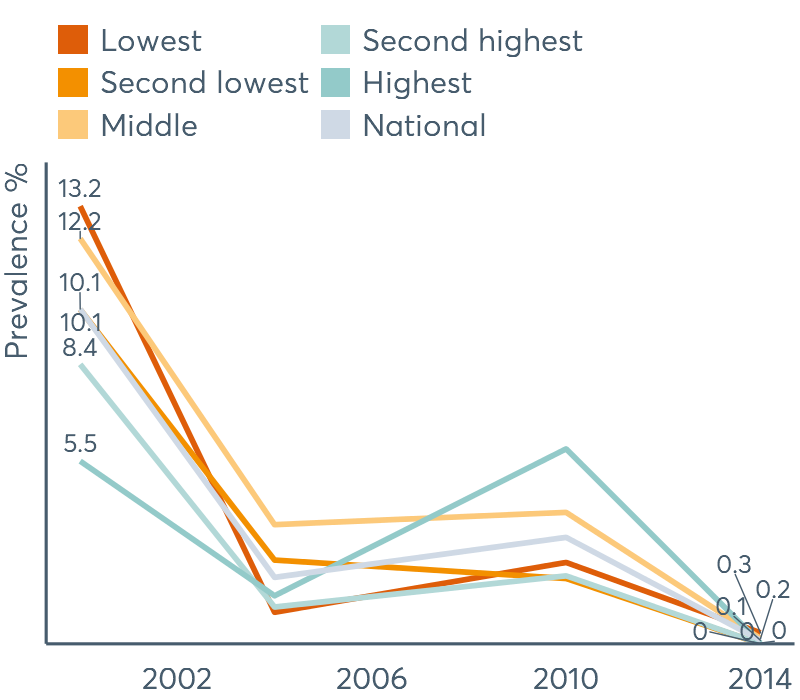 Lowest
Second lowest
Middle
Second highest
Highest
National
Prevalence %
13.2
12.2
10.1
10.1
8.4
5.5
0.3
0.2
0.1
0
0
0
2002
2006
2010
2014